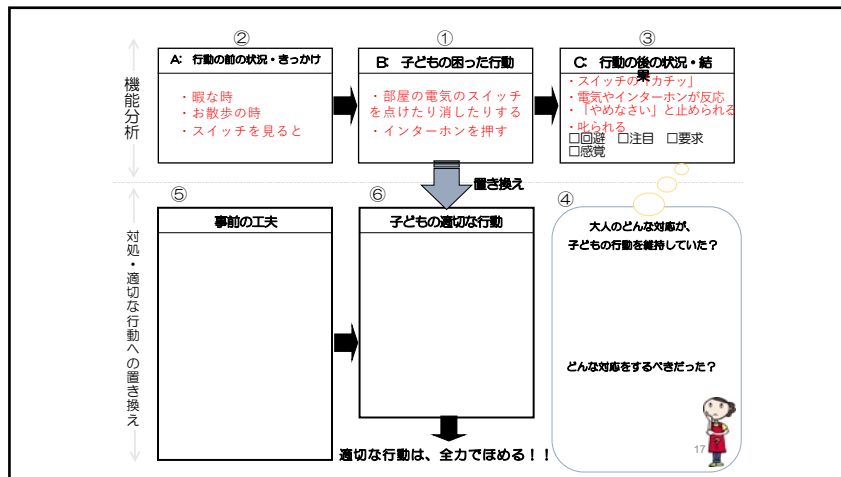 ②
①
③
A: 行動の前の状況・きっかけ
・暇な時
・お散歩の時
・スイッチを見ると
B: 子どもの困った行動
・部屋の電気のスイッチ
を点けたり消したりする
・インターホンを押す
C: 行動の後の状況・結
果
・スイッチの「カチッ」
・電気やインターホンが反応
・「やめなさい」と止められる
・叱られる
□回避 □注目 □要求
□感覚
機能分析
置き換え
⑤
⑥
④
事前の工夫
子どもの適切な行動
大人のどんな対応が、
子どもの行動を維持していた?
どんな対応をするべきだった?
対処・適切な行動への置き換え
適切な行動は、全力でほめる!!
17